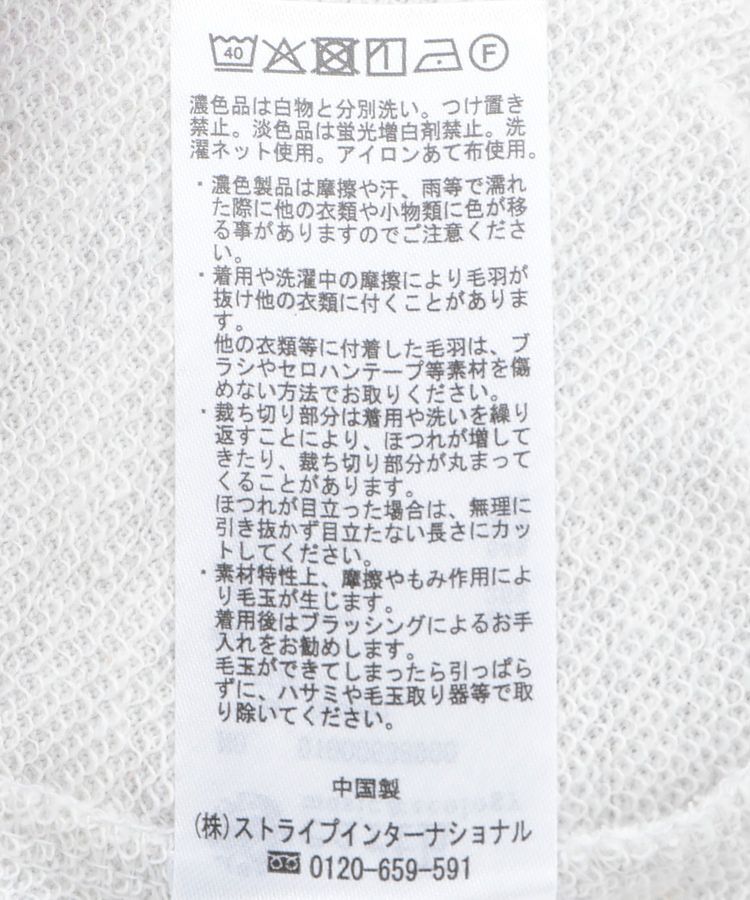 40 F
濃色品は白物と分別洗い。つけ置き
禁止。淡色品は蛍光増白剤禁止。洗
濯ネット使用。アイロンあて布使用。
・濃色製品は摩擦や汗、雨等で濡れ
た際に他の衣類や小物類に色が移
る事がありますのでご注意くださ
い。
・着用や洗濯中の摩擦により毛羽が
抜け他の衣類に付くことがありま
す。
他の衣類等に付着した毛羽は、ブ
ラシやセロハンテープ等素材を傷
めない方法でお取りください。
・裁ち切り部分は着用や洗いを繰り
返すことにより、ほつれが増して
きたり、裁ち切り部分が丸まって
くることがあります。
ほつれが目立った場合は、無理に
引き抜かず目立たない長さにカッ
トしてください。
・素材特性上、摩擦やもみ作用によ
り毛玉が生じます。
着用後はブラッシングによるお手
入れをお勧めします。
毛玉ができてしまったら引っぱら
ずに、ハサミや毛玉取り器等で取
り除いてください。
中国製
(株)ストライプインターナショナル
0120-659-591